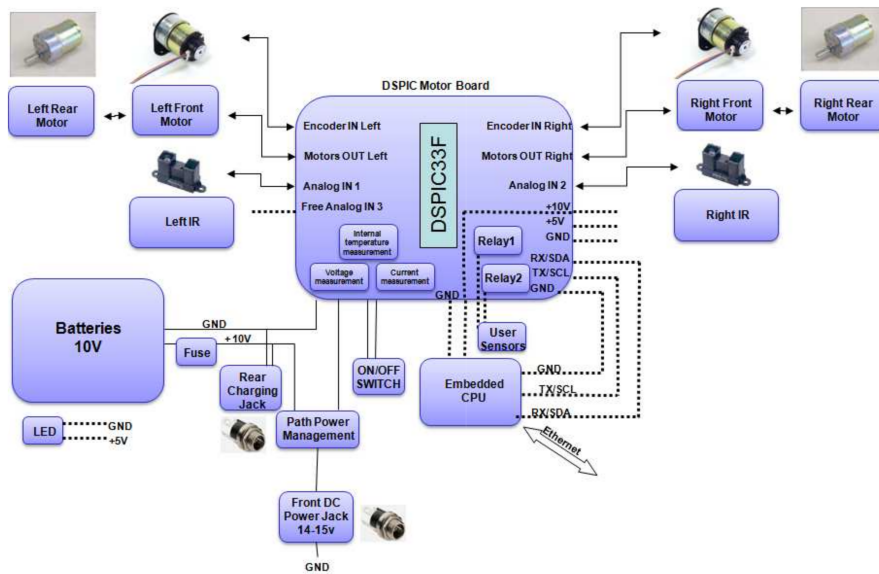 DSPIC Motor Board
Left Rear
Motor
Left Front
Motor
Right Front
Motor
Right Rear
Motor
Encoder IN Left
Encoder IN Right
Motors OUT Left
Motors OUT Right
Analog IN 1
Analog IN 2
Free Analog IN 3
DSPIC33F
Left IR
Right IR
+10V
+5V
GND
Internal
temperature
measurement
Voltage
measurement
Current
measurement
Relay1
Relay2
RX/SDA
TX/SCL
GND
GND
Batteries
10V
GND
+10V
Fuse
Rear
Charging
Jack
ON/OFF
SWITCH
User
Sensors
Embedded
CPU
GND
TX/SCL
RX/SDA
Ethernet
LED
GND
+5V
Path Power
Management
Front DC
Power Jack
14-15v
GND